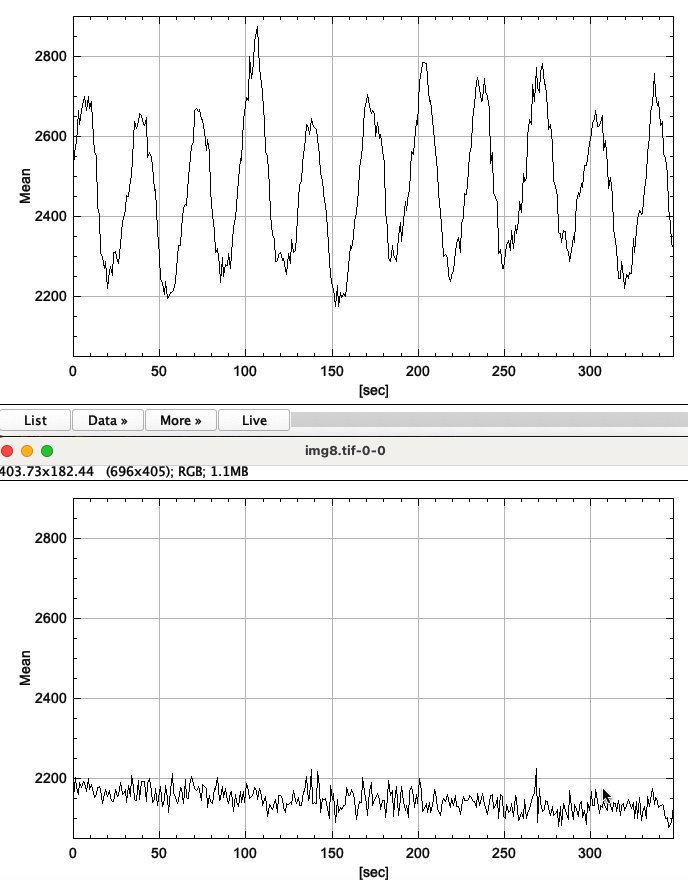 2800
2600
2400
2200
Mean
0 50 100 150 200 250 300
[sec]
List Data » More » Live
img8.tif-0-0
403.73x182.44 (696x405); RGB; 1.1MB
2800
2600
2400
2200
Mean
0 50 100 150 200 250 300
[sec]